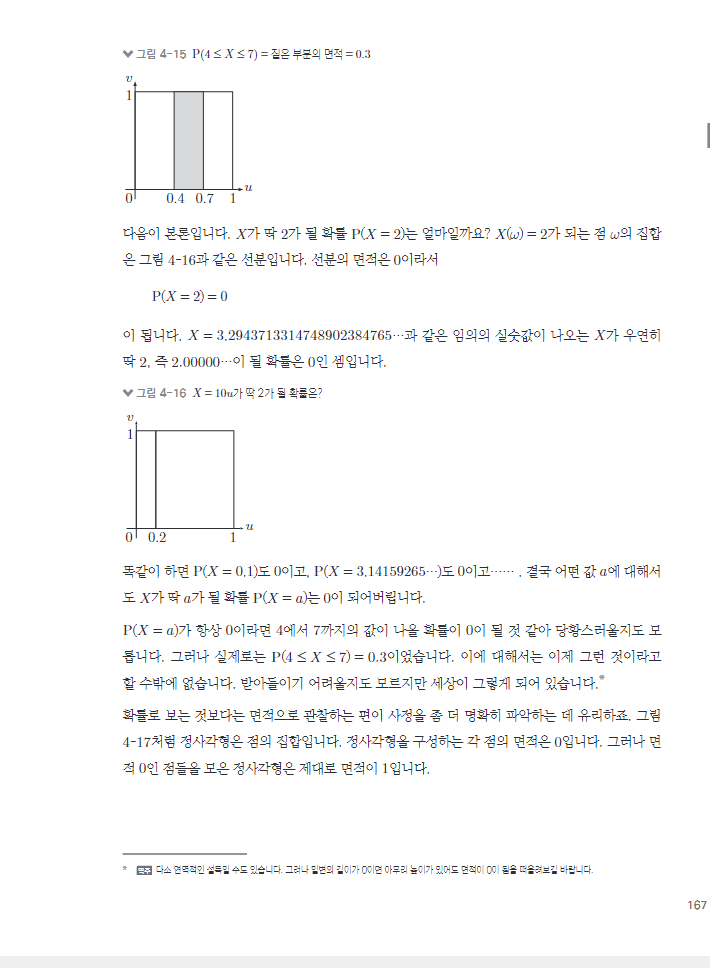 그림 4-15 P(4 ≤ X ≤ 7) = 짙은 부분의 면적 = 0.3
v
1
0 0.4 0.7 1 u
다음이 본론입니다. X가 딱 2가 될 확률 P(X = 2)는 얼마일까요? X(ω) = 2가 되는 점 ω의 집합
은 그림 4-16과 같은 선분입니다. 선분의 면적은 0이라서
P(X = 2) = 0
이 됩니다. X = 3.2943713314748902384765…과 같은 임의의 실숫값이 나오는 X가 우연히
딱 2, 즉 2.00000…이 될 확률은 0인 셈입니다.
그림 4-16 X = 10u가 딱 2가 될 확률은?
v
1
0 0.2 1 u
똑같이 하면 P(X = 0.1)도 0이고, P(X = 3.14159265…)도 0이고…… . 결국 어떤 값 a에 대해서
도 X가 딱 a가 될 확률 P(X = a)는 0이 되어버립니다.
P(X = a)가 항상 0이라면 4에서 7까지의 값이 나올 확률이 0이 될 것 같아 당황스러울지도 모
릅니다. 그러나 실제로는 P(4 ≤ X ≤ 7) = 0.3이었습니다. 이에 대해서는 이제 그런 것이라고
할 수밖에 없습니다. 받아들이기 어려울지도 모르지만 세상이 그렇게 되어 있습니다.*
확률로 보는 것보다는 면적으로 관찰하는 편이 사정을 좀 더 명확히 파악하는 데 유리하죠. 그림
4-17처럼 정사각형은 점의 집합입니다. 정사각형을 구성하는 각 점의 면적은 0입니다. 그러나 면
적 0인 점들을 모은 정사각형은 제대로 면적이 1입니다.
* 역주 다소 연역적인 설득일 수도 있습니다. 그러나 밑변의 길이가 0이면 아무리 높이가 있어도 면적이 0이 됨을 떠올려보길 바랍니다.
167